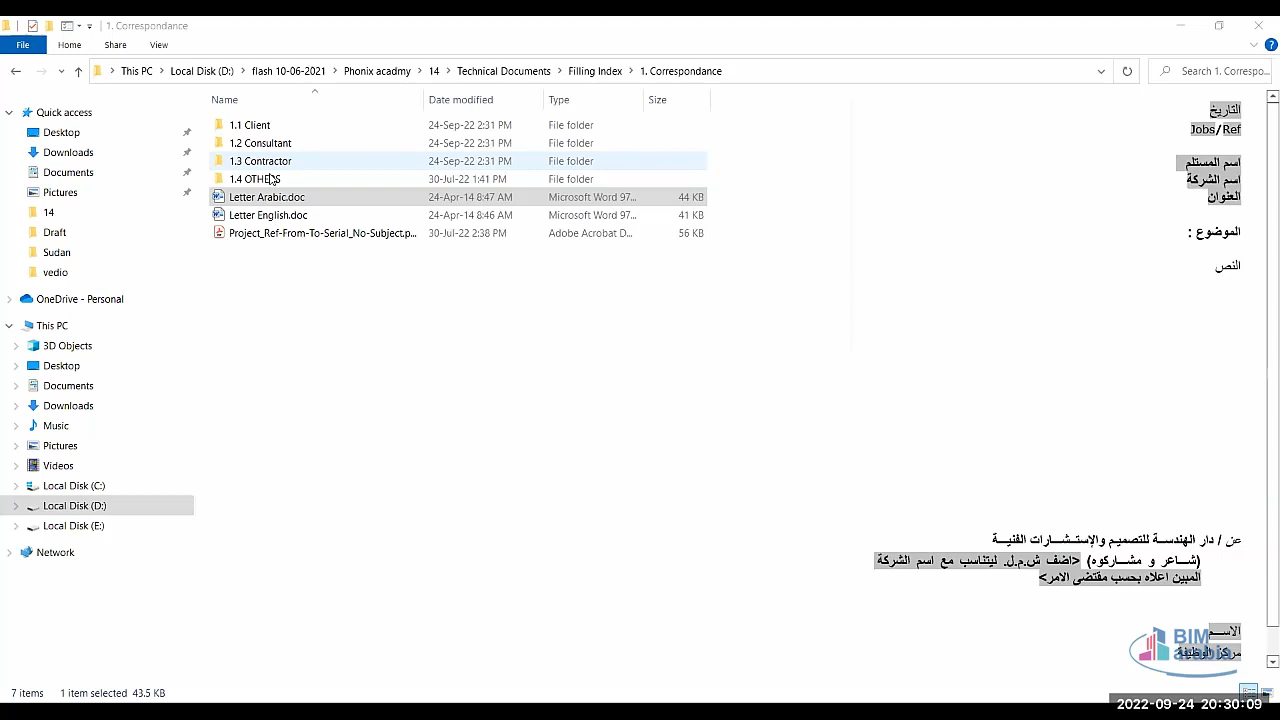 1. Correspondance
File
Home
Share
View
This PC
Local Disk (D:)
flash 10-06-2021
Phonix acadmy
14
Technical Documents
Filling Index
1. Correspondance
Search 1. Correspo...
Name
Date modified
Type
Size
1.1 Client 24-Sep-22 2:31 PM File folder
1.2 Consultant 24-Sep-22 2:31 PM File folder
1.3 Contractor 24-Sep-22 2:31 PM File folder
1.4 OTHERS 30-Jul-22 1:41 PM File folder
Letter Arabic.doc 24-Apr-14 8:47 AM Microsoft Word 97... 44 KB
Letter English.doc 24-Apr-14 8:46 AM Microsoft Word 97... 41 KB
Project_Ref-From-To-Serial_No-Subject.p... 30-Jul-22 2:38 PM Adobe Acrobat D... 56 KB
Quick access
Desktop
Downloads
Documents
Pictures
14
Draft
Sudan
vedio
OneDrive - Personal
This PC
3D Objects
Desktop
Documents
Downloads
Music
Pictures
Videos
Local Disk (C:)
Local Disk (D:)
Local Disk (E:)
Network
التاريخ
Jobs/Ref
اسم المستلم
اسم الشركة
العنوان
الموضوع :
النص
عن / دار الهندسـة للتصميـم والإستـشـارات الفنيـة
(شـاعر و مشـاركوه) <اضف ش.م.ل. ليتناسب مع اسم الشركة
المبين اعلاه بحسب مقتضى الامر>
الاسـم
مركز الوظيفة
BIM
arabia
7 items 1 item selected 43.5 KB
2022-09-24 20:30:09